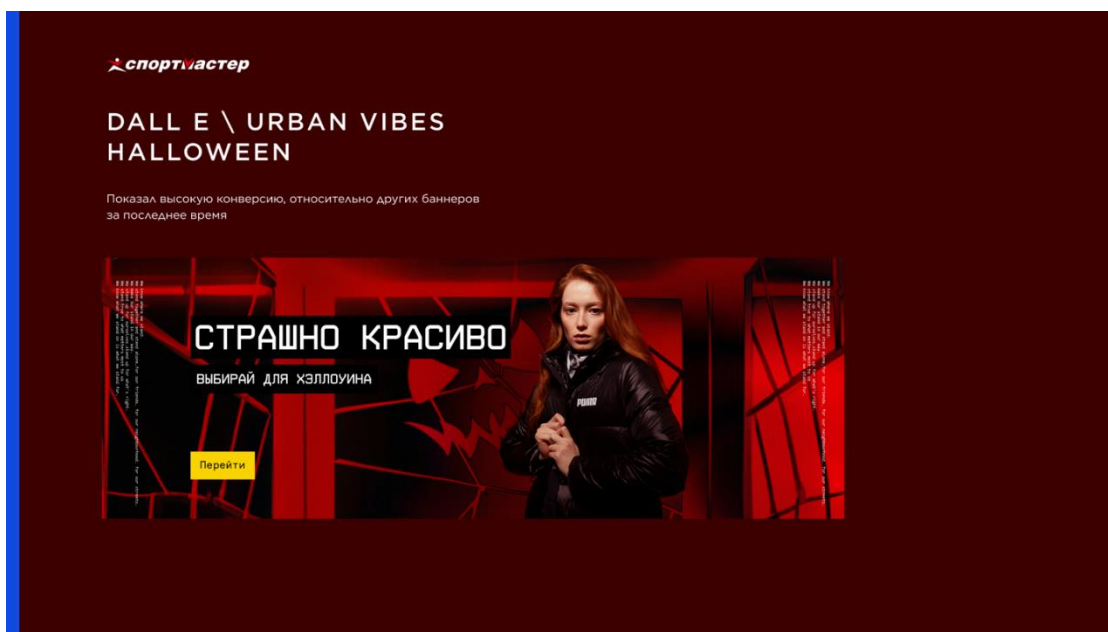 спортмастер
DALL E \ URBAN VIBES
HALLOWEEN
Показал высокую конверсию, относительно других баннеров
за последнее время
СТРАШНО КРАСИВО
ВЫБИРАЙ ДЛЯ ХЭЛЛОУИНА
PUMA
Перейти